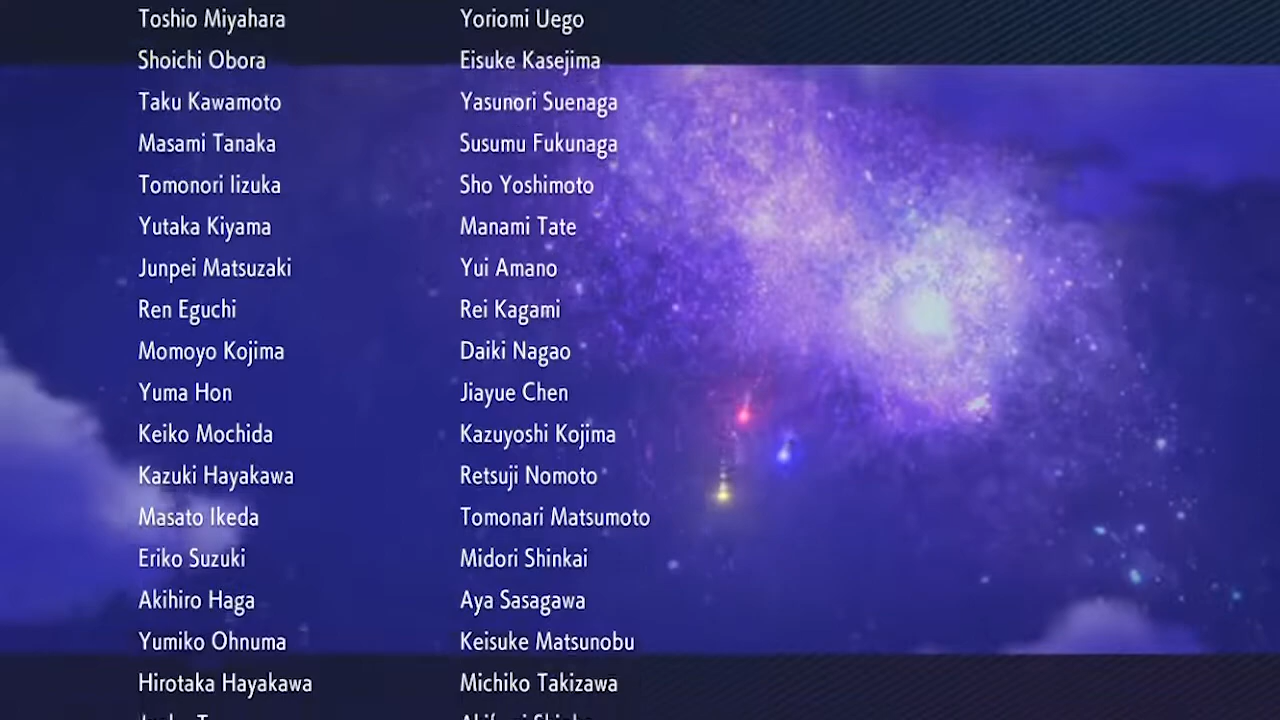 Toshio Miyahara Yoriomi Uego
Shoichi Obora Eisuke Kasejima
Taku Kawamoto Yasunori Suenaga
Masami Tanaka Susumu Fukunaga
Tomonori Iizuka Sho Yoshimoto
Yutaka Kiyama Manami Tate
Junpei Matsuzaki Yui Amano
Ren Eguchi Rei Kagami
Momoyo Kojima Daiki Nagao
Yuma Hon Jiayue Chen
Keiko Mochida Kazuyoshi Kojima
Kazuki Hayakawa Retsuji Nomoto
Masato Ikeda Tomonari Matsumoto
Eriko Suzuki Midori Shinkai
Akihiro Haga Aya Sasagawa
Yumiko Ohnuma Keisuke Matsunobu
Hirotaka Hayakawa Michiko Takizawa